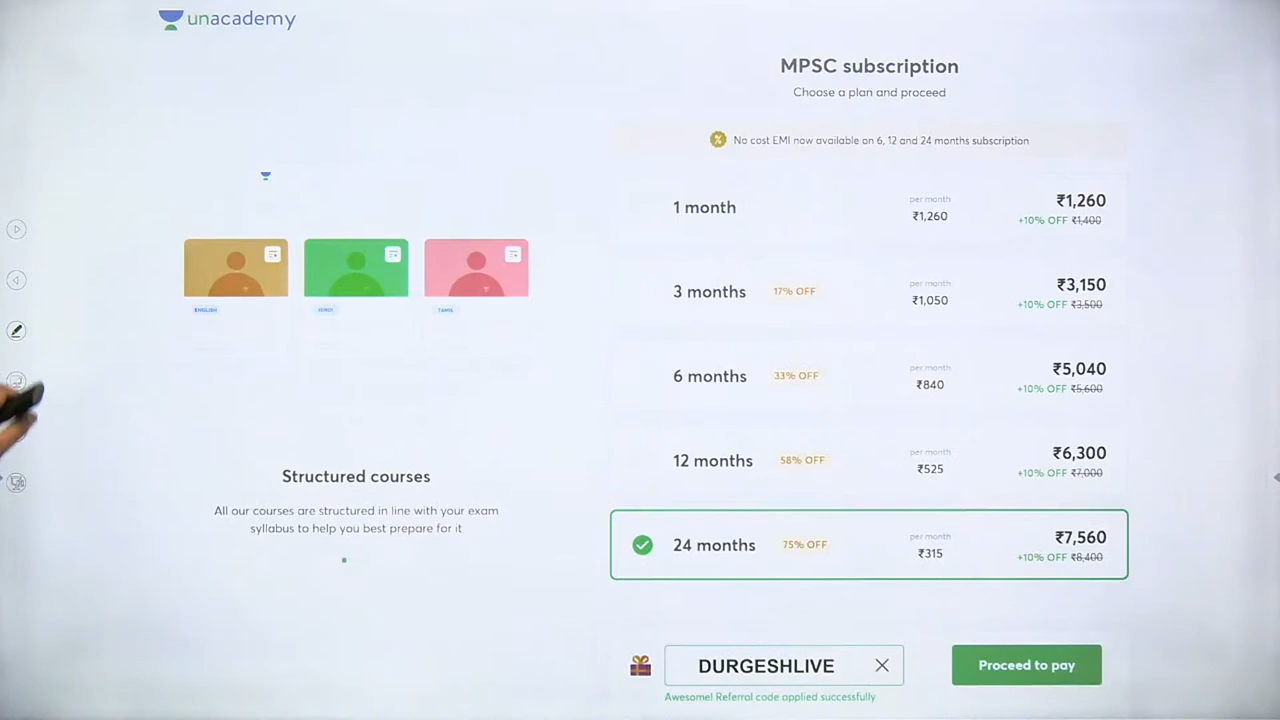 unacademy
MPSC subscription
Choose a plan and proceed
No cost EMI now available on 6, 12 and 24 months subscription
1 month
per month
₹1,260
₹1,260
+10% OFF ₹1,400
3 months
17% OFF
per month
₹1,050
₹3,150
+10% OFF ₹3,500
6 months
33% OFF
per month
₹840
₹5,040
+10% OFF ₹5,600
12 months
58% OFF
per month
₹525
₹6,300
+10% OFF ₹7,000
24 months
75% OFF
per month
₹315
₹7,560
+10% OFF ₹8,400
ENGLISH
HINDI
TAMIL
Structured courses
All our courses are structured in line with your exam
syllabus to help you best prepare for it
DURGESHLIVE
Proceed to pay
Awesome! Referral code applied successfully